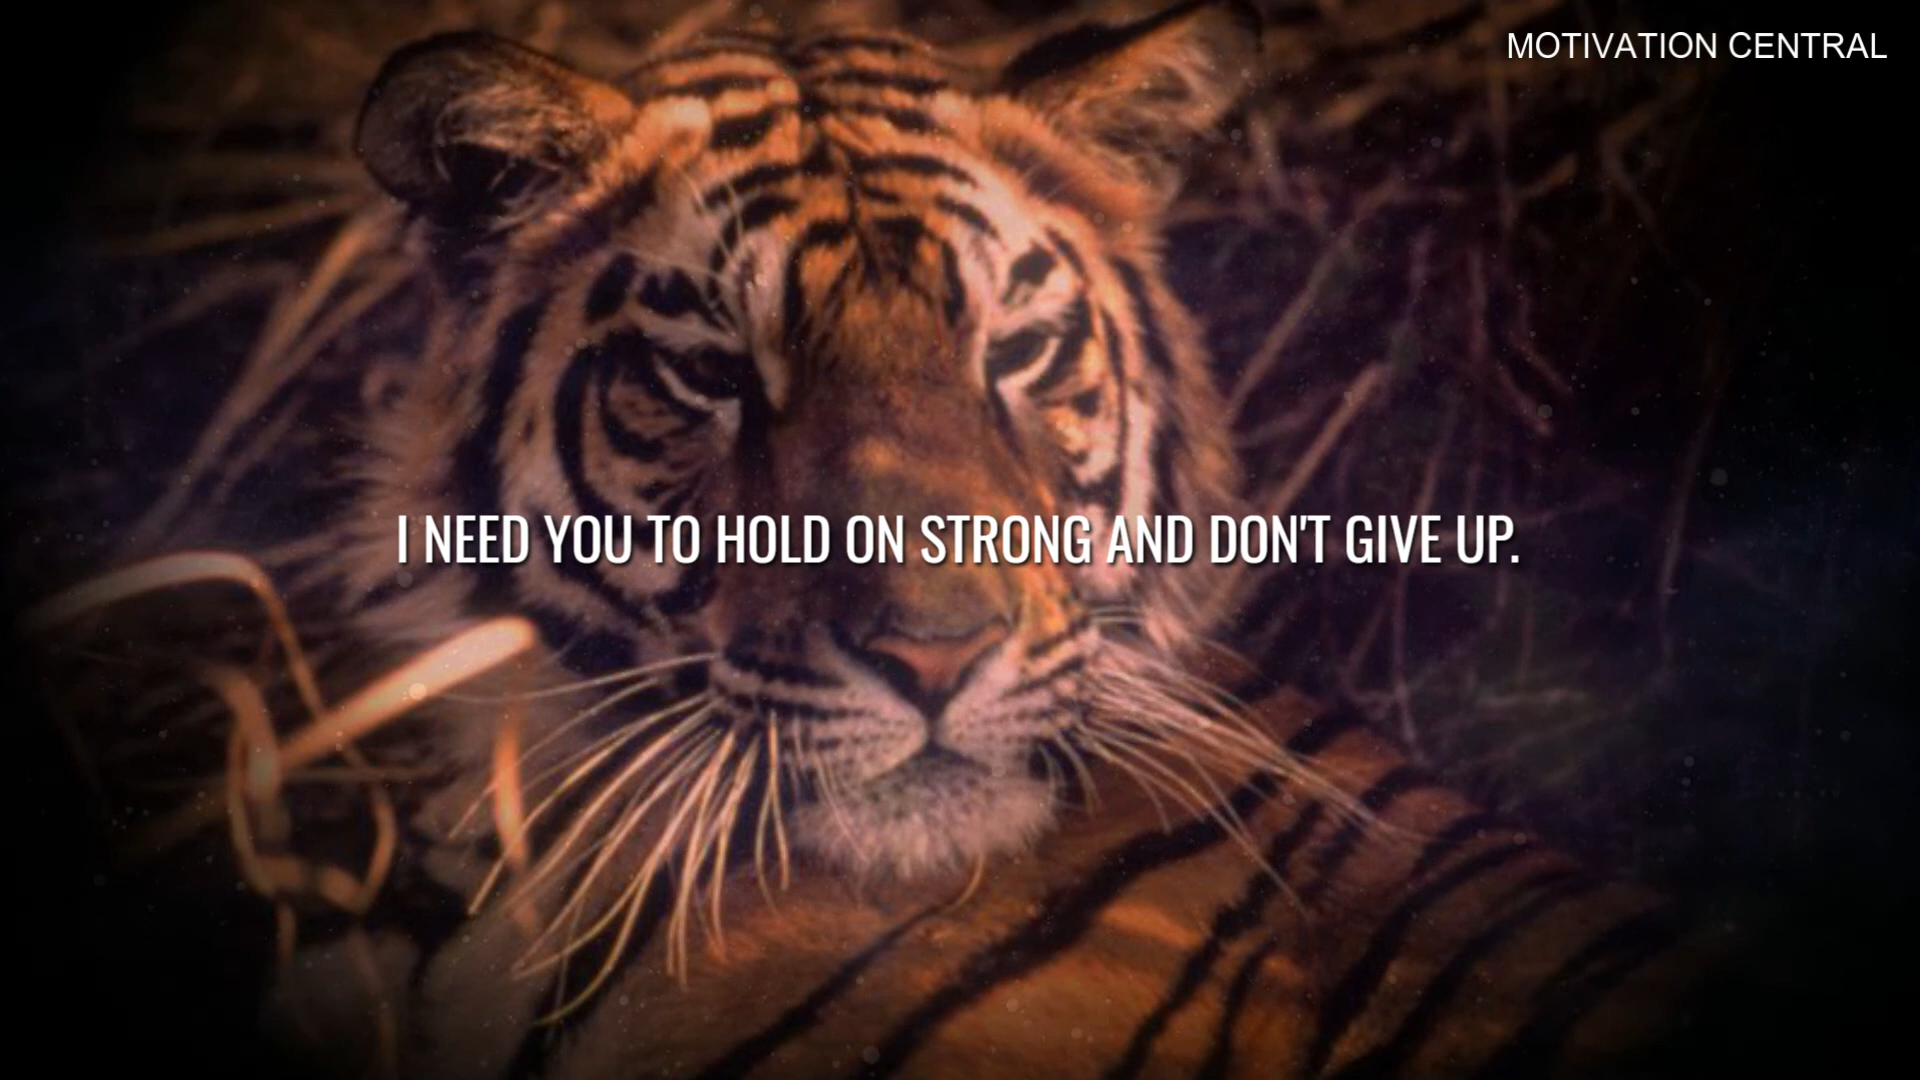 MOTIVATION CENTRAL
I NEED YOU TO HOLD ON STRONG AND DON'T GIVE UP.